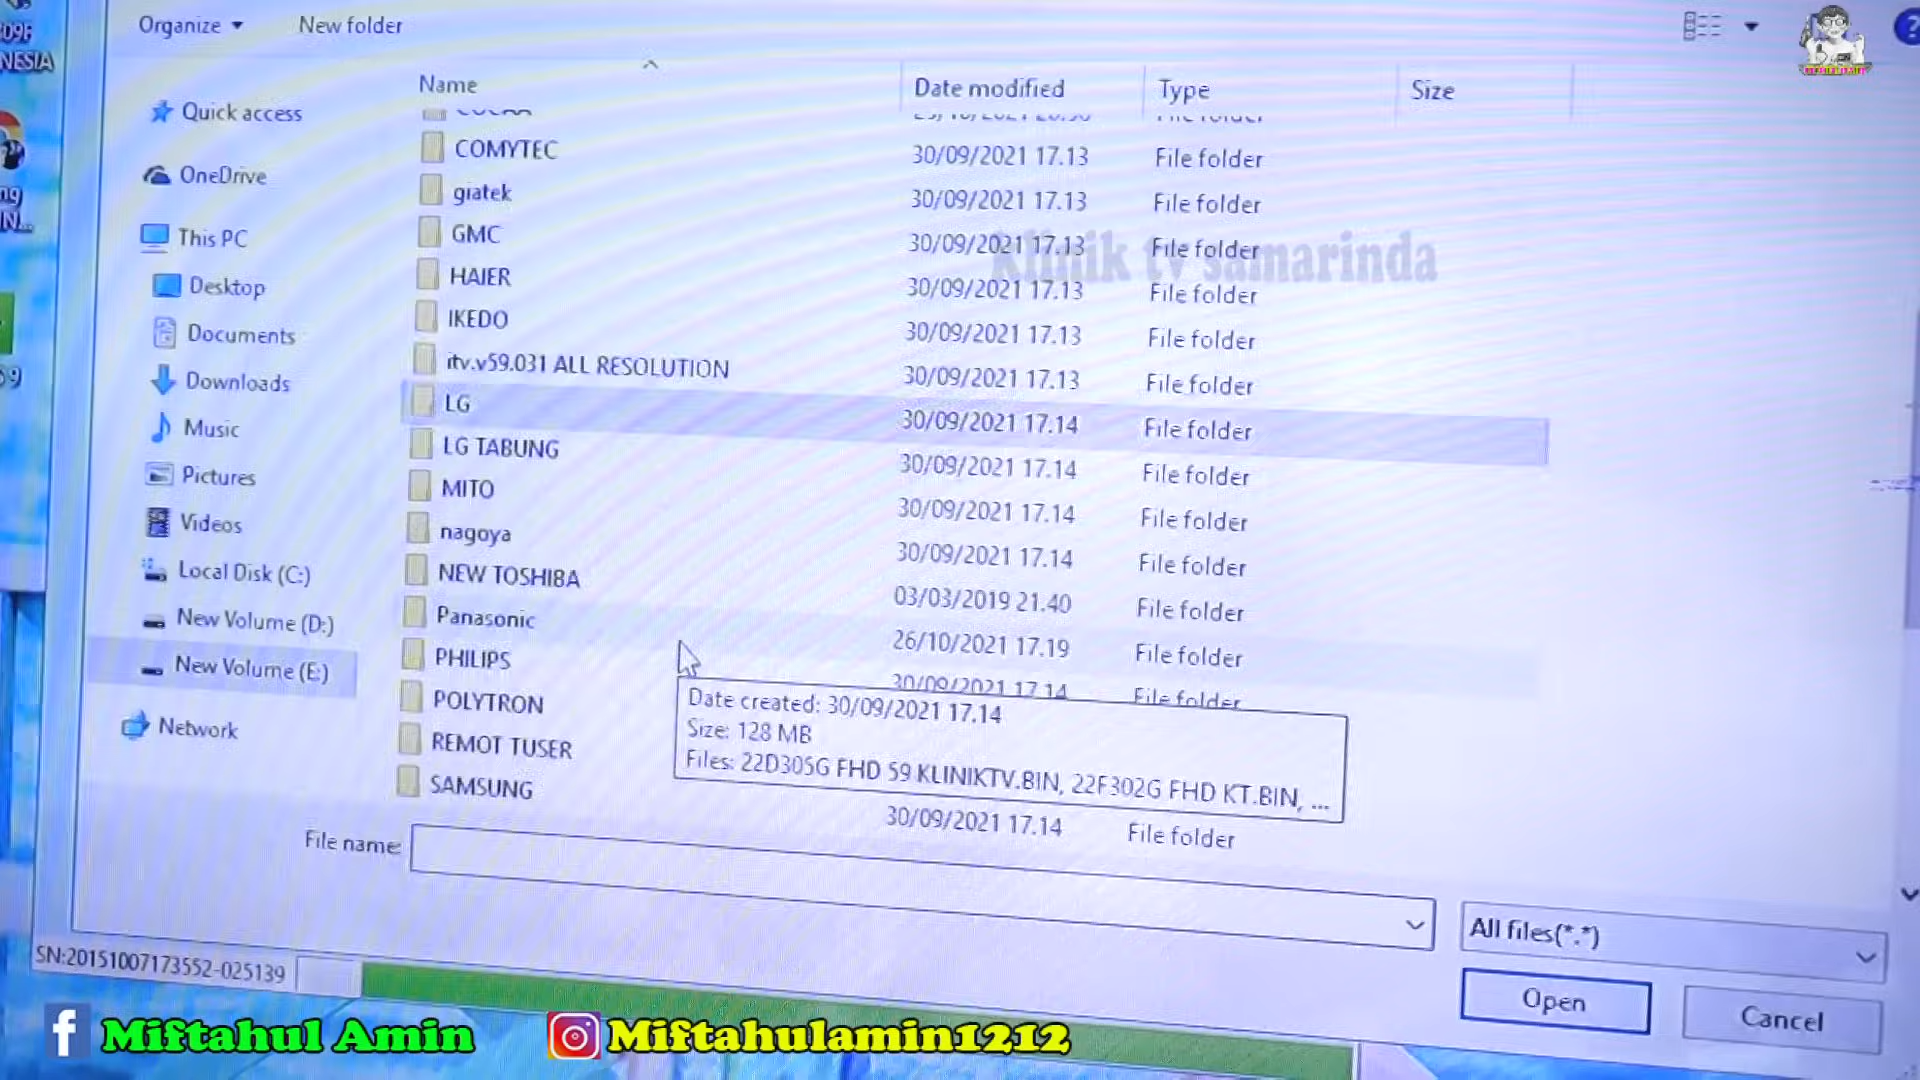 Organize
New folder
Name
Date modified
Type
Size
COMYTEC 30/09/2021 17.13 File folder
giatek 30/09/2021 17.13 File folder
GMC 30/09/2021 17.13 File folder
HAIER 30/09/2021 17.13 File folder
IKEDO 30/09/2021 17.13 File folder
itv.v59.031 ALL RESOLUTION 30/09/2021 17.13 File folder
LG 30/09/2021 17.14 File folder
LG TABUNG 30/09/2021 17.14 File folder
MITO 30/09/2021 17.14 File folder
nagoya 30/09/2021 17.14 File folder
NEW TOSHIBA 03/03/2019 21.40 File folder
Panasonic 26/10/2021 17.19 File folder
PHILIPS 30/09/2021 17.14 File folder
POLYTRON
REMOT TUSER
SAMSUNG 30/09/2021 17.14 File folder
Quick access
OneDrive
This PC
Desktop
Documents
Downloads
Music
Pictures
Videos
Local Disk (C:)
New Volume (D:)
New Volume (E:)
Network
klinik tv samarinda
Date created: 30/09/2021 17.14
Size: 128 MB
Files: 22D305G FHD 59 KLINIKTV.BIN, 22F302G FHD KT.BIN, ...
File name:
All files(*.*)
Open
Cancel
SN:20151007173552-025139
Miftahul Amin
Miftahulamin1212